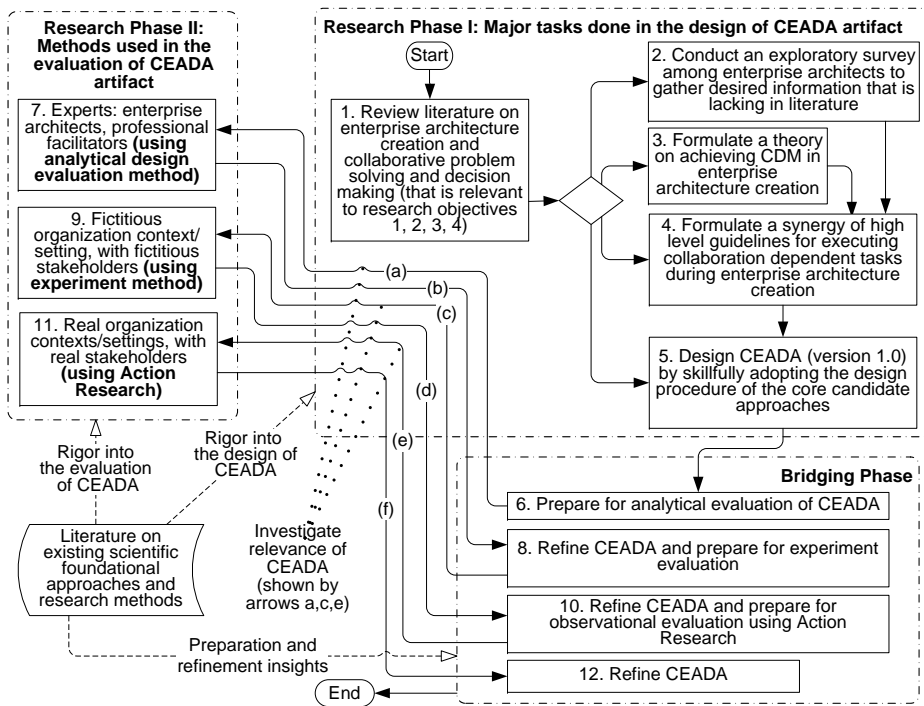 Research Phase II:
Methods used in the
evaluation of CEADA
artifact
7. Experts: enterprise
architects, professional
facilitators (using
analytical design
evaluation method)
9. Fictitious
organization context/
setting, with fictitious
stakeholders (using
experiment method)
11. Real organization
contexts/settings, with
real stakeholders
(using Action
Research)
Research Phase I: Major tasks done in the design of CEADA artifact
Start
1. Review literature on
enterprise architecture
creation and
collaborative problem
solving and decision
making (that is relevant
to research objectives
1, 2, 3, 4)
2. Conduct an exploratory survey
among enterprise architects to
gather desired information that is
lacking in literature
3. Formulate a theory
on achieving CDM in
enterprise
architecture creation
4. Formulate a synergy of high
level guidelines for executing
collaboration dependent tasks
during enterprise architecture
creation
5. Design CEADA (version 1.0)
by skillfully adopting the design
procedure of the core candidate
approaches
(a)
(b)
(c)
(d)
(e)
(f)
Rigor into
the evaluation
of CEADA
Rigor into
the design of
CEADA
Literature on
existing scientific
foundational
approaches and
research methods
Investigate
relevance of
CEADA
(shown by
arrows a,c,e)
Preparation and
refinement insights
Bridging Phase
6. Prepare for analytical evaluation of CEADA
8. Refine CEADA and prepare for experiment
evaluation
10. Refine CEADA and prepare for
observational evaluation using Action
Research
12. Refine CEADA
End